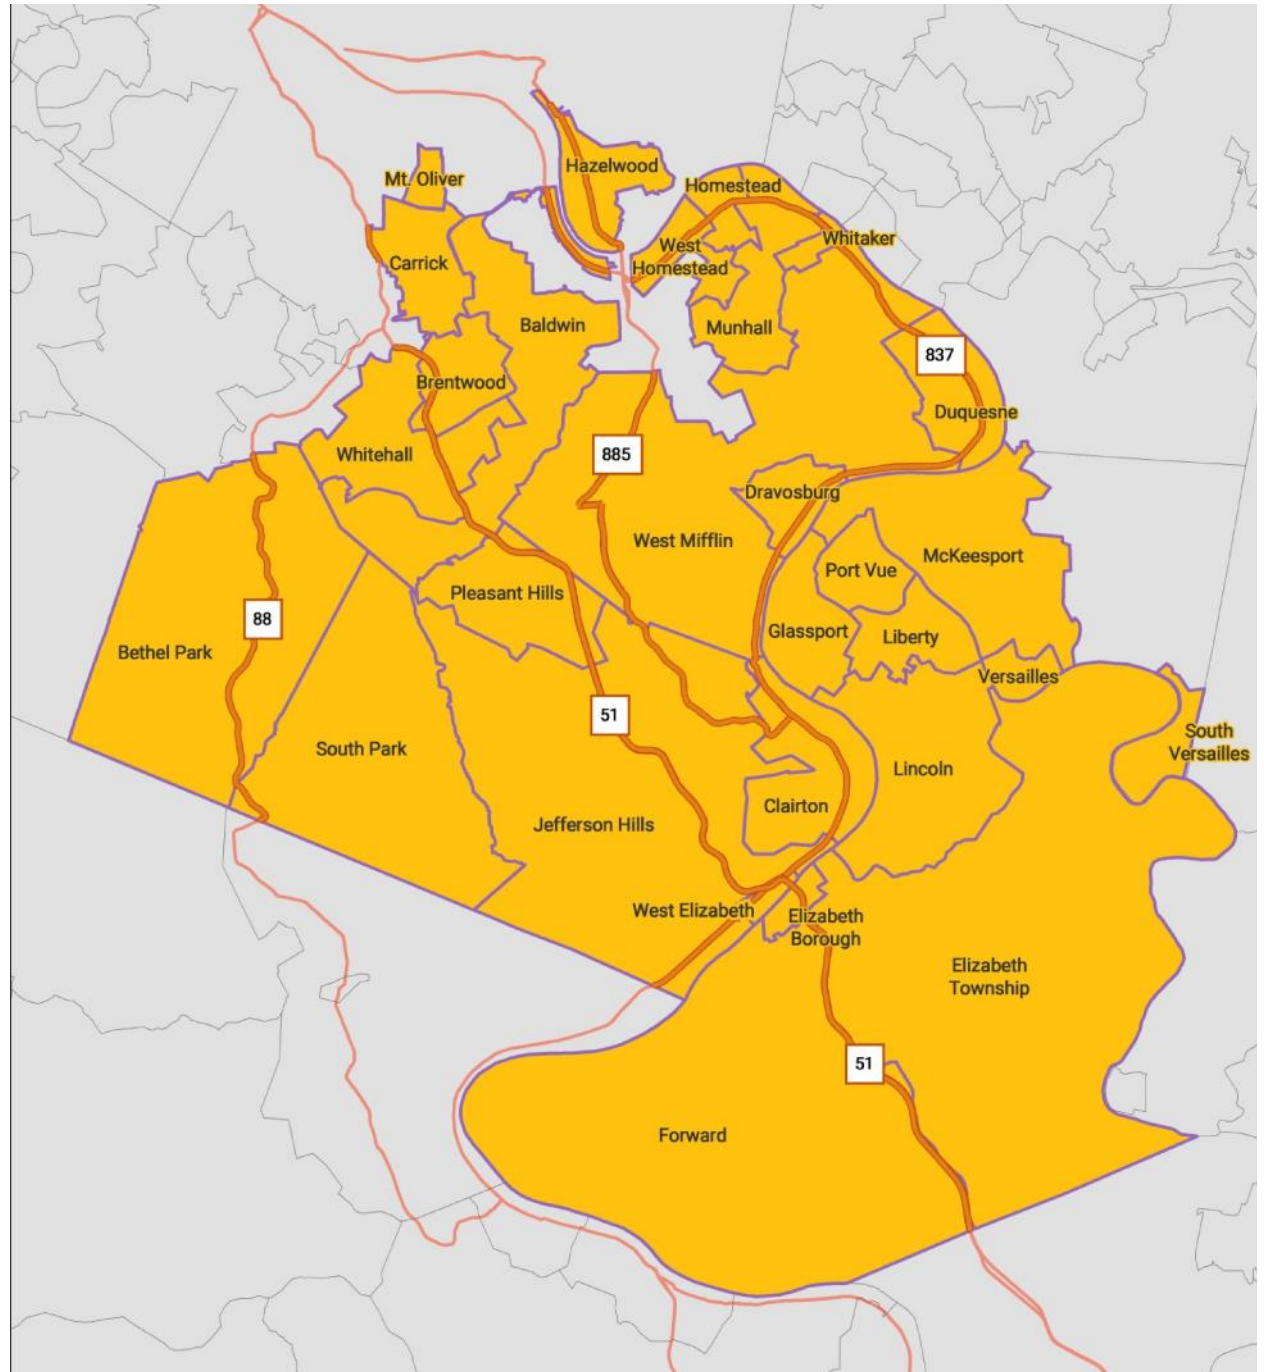 Hazelwood
Mt. Oliver
Homestead
Whitaker
West
Homestead
Carrick
Baldwin
Munhall
837
Brentwood
Duquesne
Whitehall
885
Dravosburg
West Mifflin
McKeesport
Port Vue
Pleasant Hills
88
Glassport
Liberty
Bethel Park
Versailles
51
South
Versailles
South Park
Lincoln
Clairton
Jefferson Hills
West Elizabeth
Elizabeth
Borough
Elizabeth
Township
51
Forward